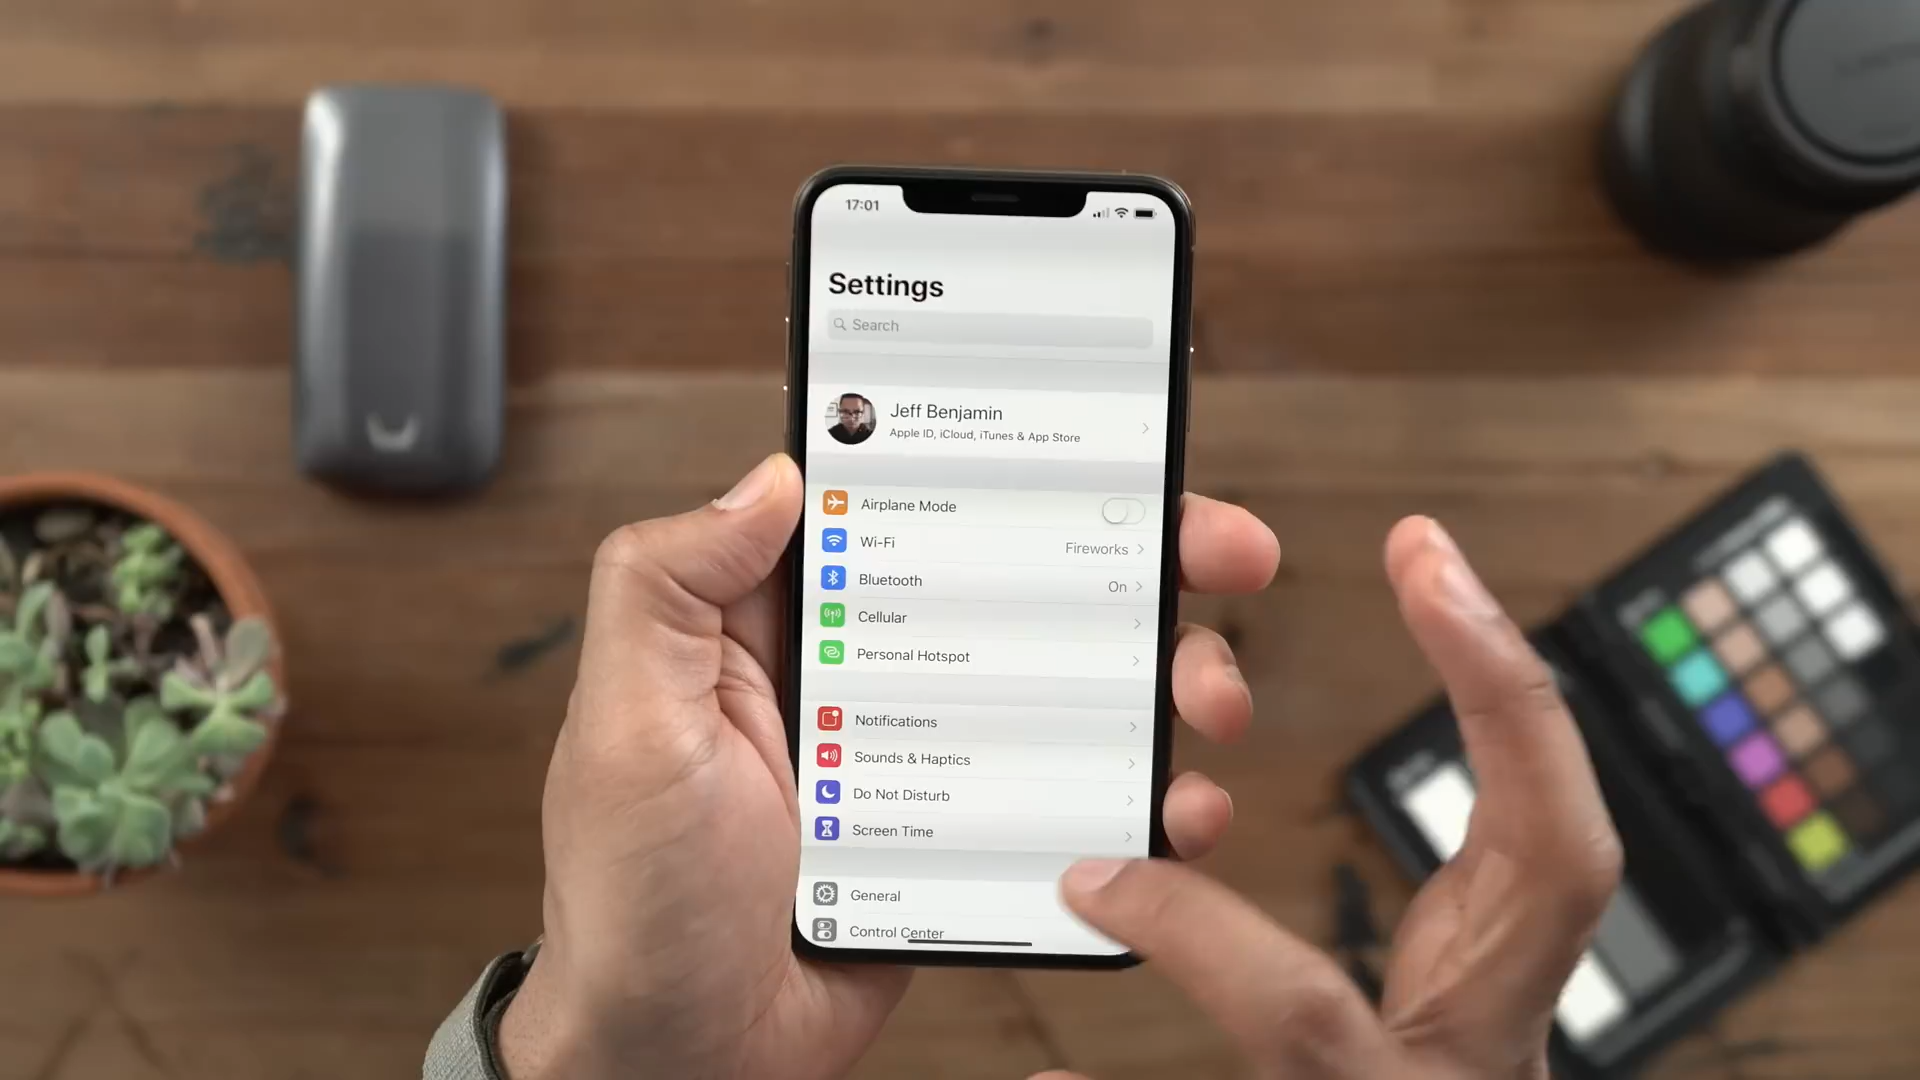 17:01
Settings
Search
Jeff Benjamin
Apple ID, iCloud, iTunes & App Store
Airplane Mode
Wi-Fi
Fireworks
Bluetooth
On
Cellular
Personal Hotspot
Notifications
Sounds & Haptics
Do Not Disturb
Screen Time
General
Control Center